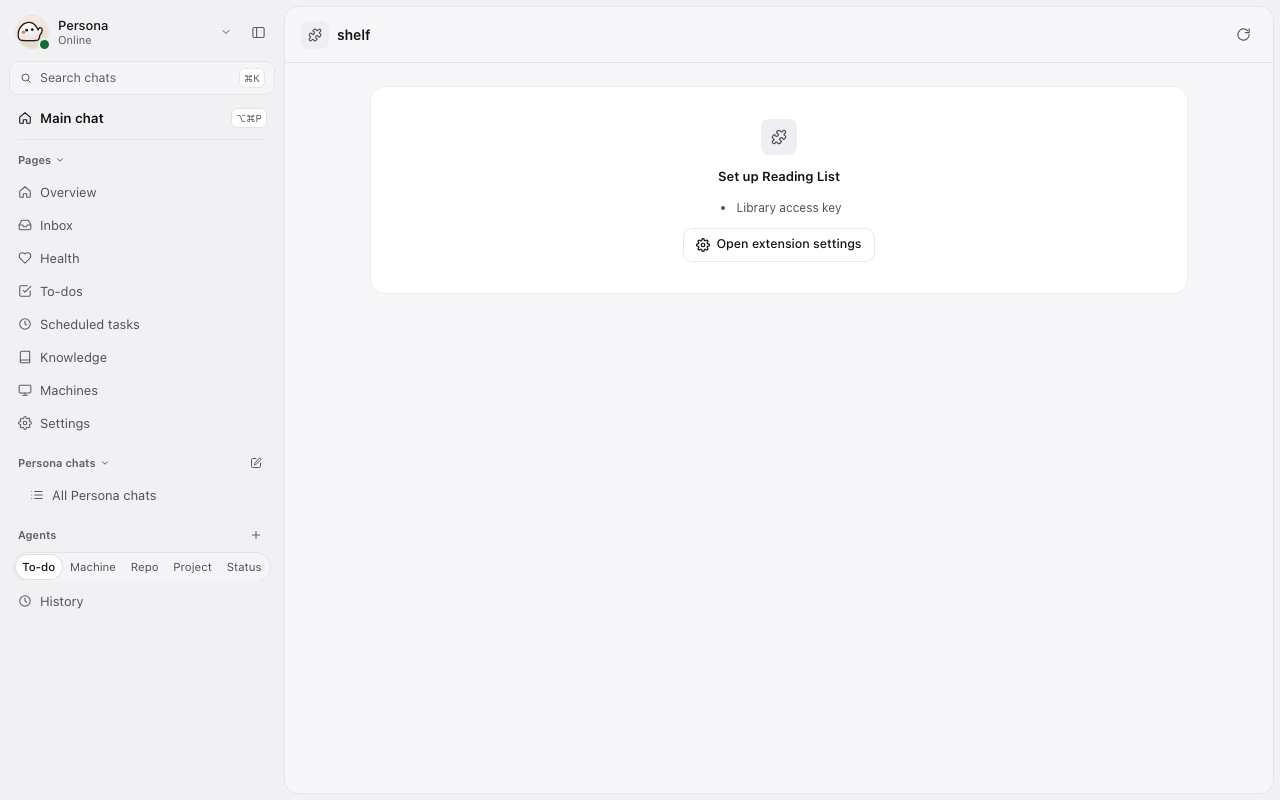 Persona
Online
Search chats
⌘K
Main chat
⌥⌘P
Pages
Overview
Inbox
Health
To-dos
Scheduled tasks
Knowledge
Machines
Settings
Persona chats
All Persona chats
Agents
To-do Machine Repo Project Status
History
shelf
Set up Reading List
• Library access key
Open extension settings